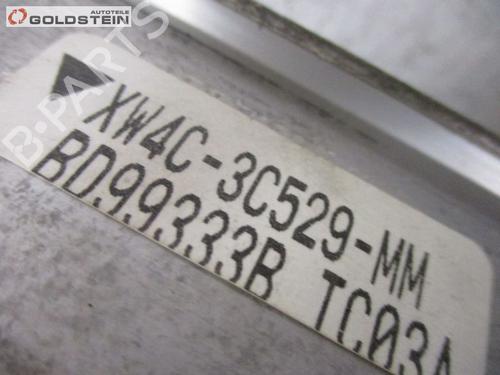 AUTOTEILE
GOLDSTEIN
B-PARTS
XW4C-3C529-MM
BD99333B TC03A